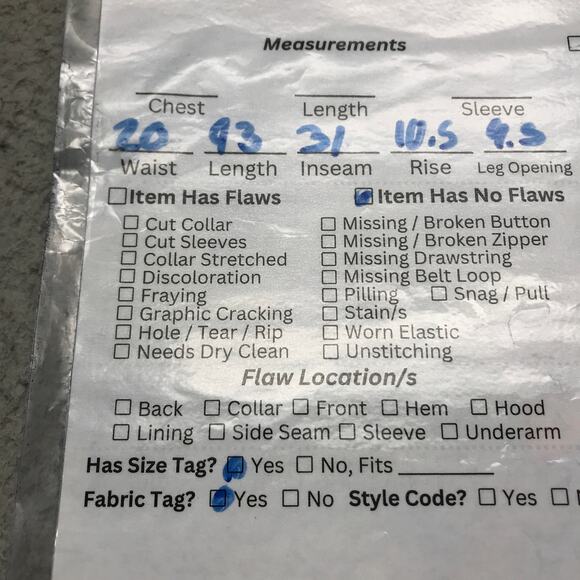 Measurements
Chest Length Sleeve
20 43 31 10.5 9.5
Waist Length Inseam Rise Leg Opening
Item Has Flaws Item Has No Flaws
Cut Collar Missing / Broken Button
Cut Sleeves Missing / Broken Zipper
Collar Stretched Missing Drawstring
Discoloration Missing Belt Loop
Fraying Pilling Snag / Pull
Graphic Cracking Stain/s
Hole / Tear / Rip Worn Elastic
Needs Dry Clean Unstitching
Flaw Location/s
Back Collar Front Hem Hood
Lining Side Seam Sleeve Underarm
Has Size Tag? Yes No, Fits
Fabric Tag? Yes No Style Code? Yes